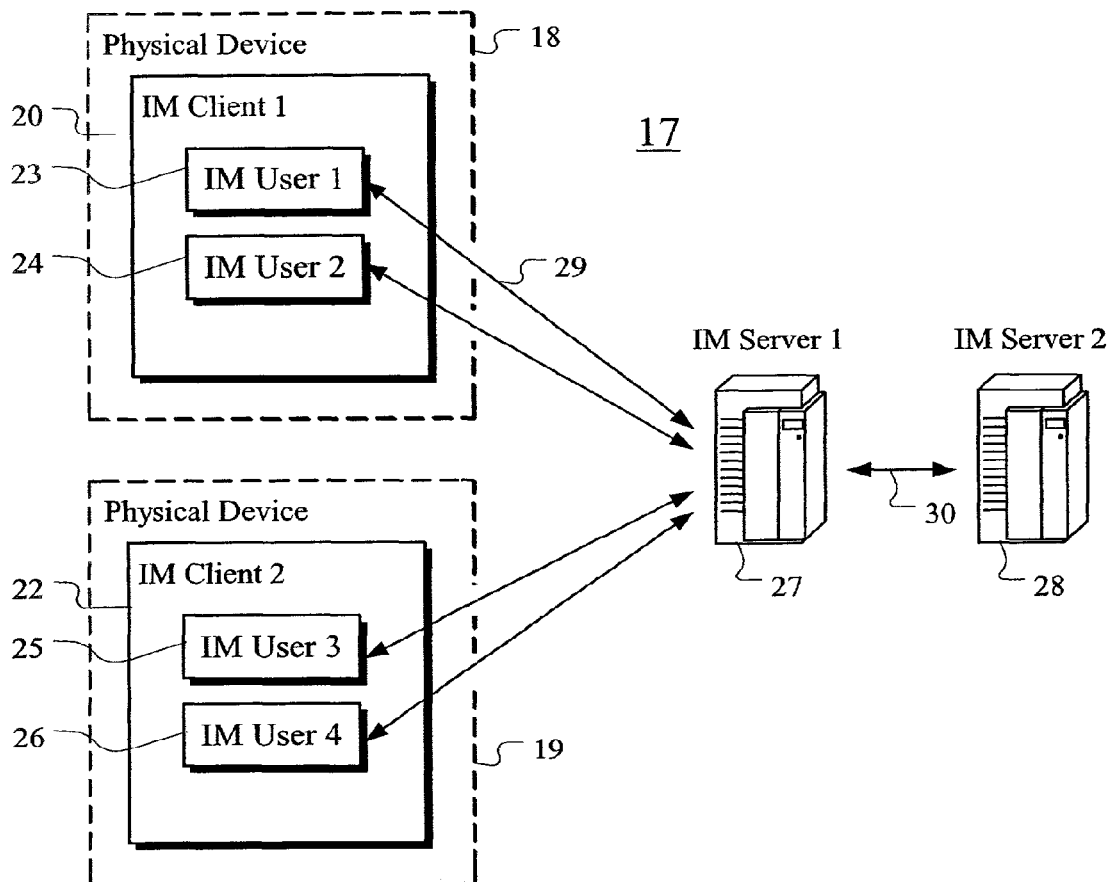 Physical Device
18
20
IM Client 1
17
23
IM User 1
24
IM User 2
29
IM Server 1
IM Server 2
Physical Device
30
22
IM Client 2
27
28
25
IM User 3
26
IM User 4
19